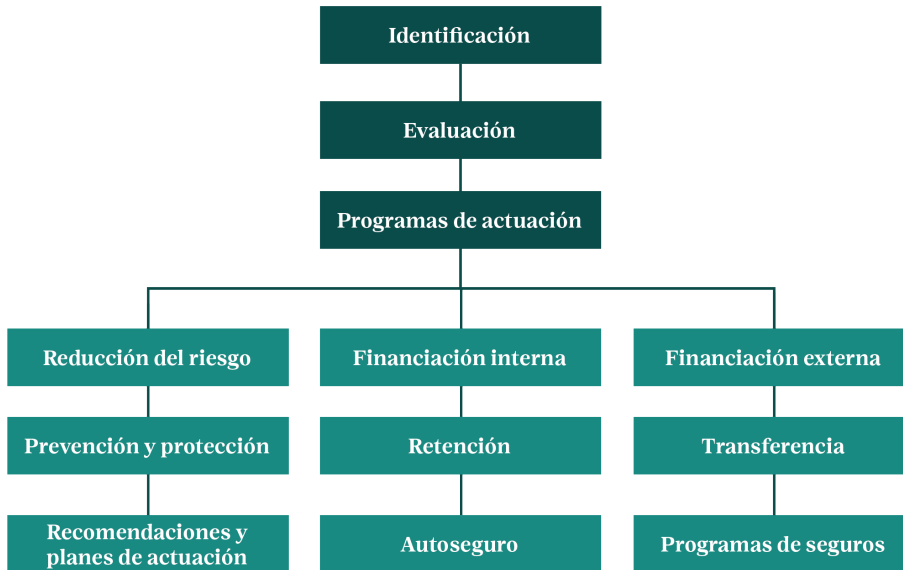 Identificación
Evaluación
Programas de actuación
Reducción del riesgo
Financiación interna
Financiación externa
Prevención y protección
Retención
Transferencia
Recomendaciones y
planes de actuación
Autoseguro
Programas de seguros